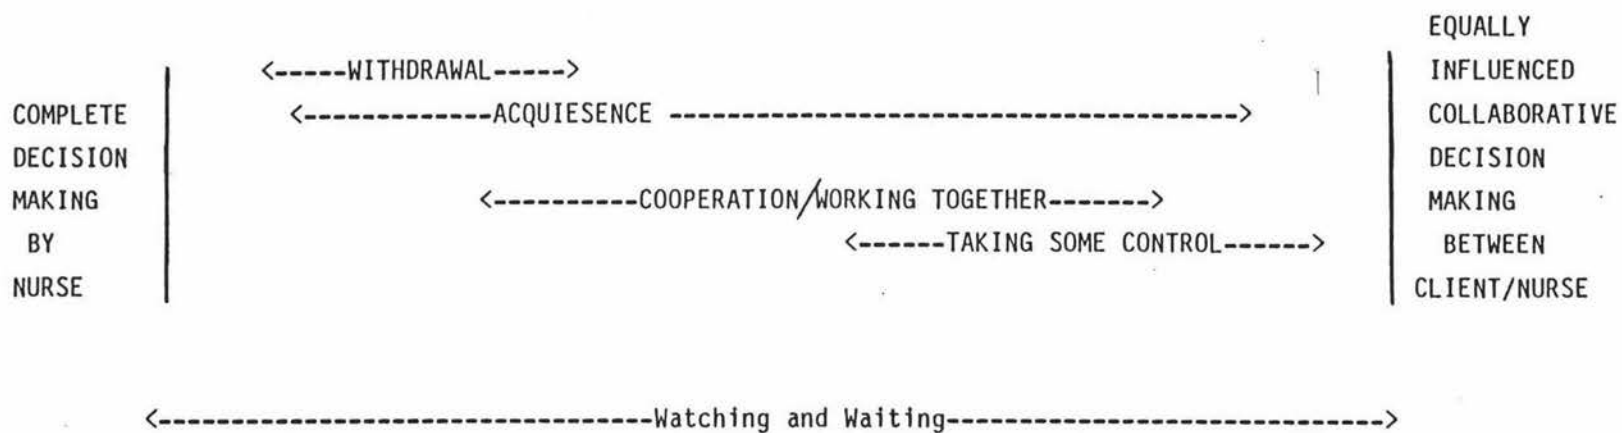 COMPLETE
DECISION
MAKING
BY
NURSE
<-----WITHDRAWAL----->
<-------------ACQUIESENCE --------------------------------------->
<----------COOPERATION/WORKING TOGETHER------->
<------TAKING SOME CONTROL------>
EQUALLY
INFLUENCED
COLLABORATIVE
DECISION
MAKING
BETWEEN
CLIENT/NURSE
<---------------------------------Watching and Waiting----------------------------->